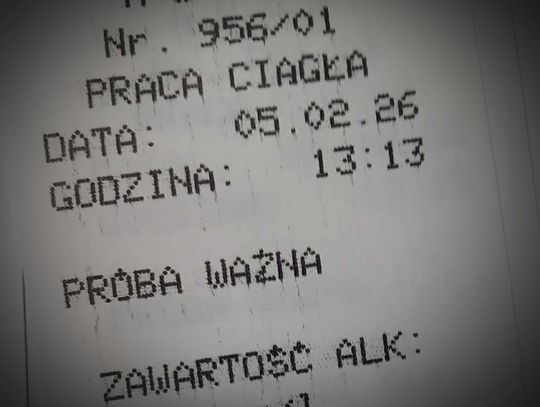 Nr. 956/01
PRACA CIAGŁA
DATA: 05.02.26
GODZINA: 13:13
PRÓBA WAŻNA
ZAWARTOŚĆ ALK: